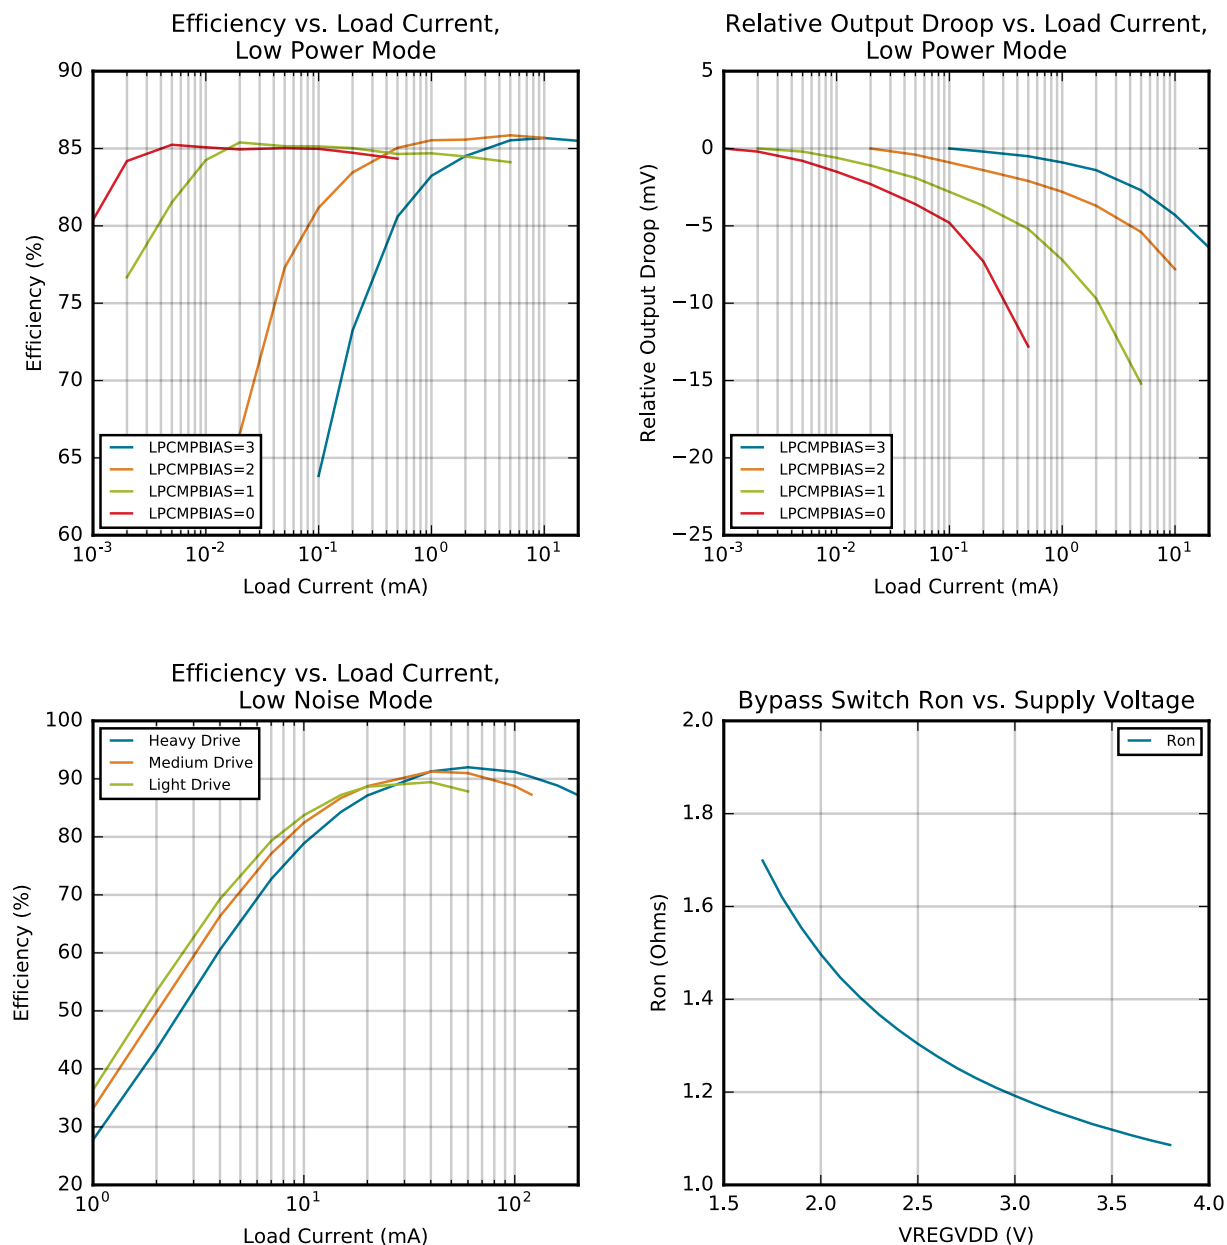 Efficiency vs. Load Current,
Low Power Mode
90
85
80
75
70
65
60
Efficiency (%)
LPCMPBIAS=3
LPCMPBIAS=2
LPCMPBIAS=1
LPCMPBIAS=0
10⁻³
10⁻²
10⁻¹
10⁰
10¹
Load Current (mA)
Relative Output Droop vs. Load Current,
Low Power Mode
5
0
−5
−10
−15
−20
−25
Relative Output Droop (mV)
LPCMPBIAS=3
LPCMPBIAS=2
LPCMPBIAS=1
LPCMPBIAS=0
10⁻³
10⁻²
10⁻¹
10⁰
10¹
Load Current (mA)
Efficiency vs. Load Current,
Low Noise Mode
100
90
80
70
60
50
40
30
20
Efficiency (%)
Heavy Drive
Medium Drive
Light Drive
10⁰
10¹
10²
Load Current (mA)
Bypass Switch Ron vs. Supply Voltage
2.0
1.8
1.6
1.4
1.2
1.0
Ron (Ohms)
Ron
1.5
2.0
2.5
3.0
3.5
4.0
VREGVDD (V)